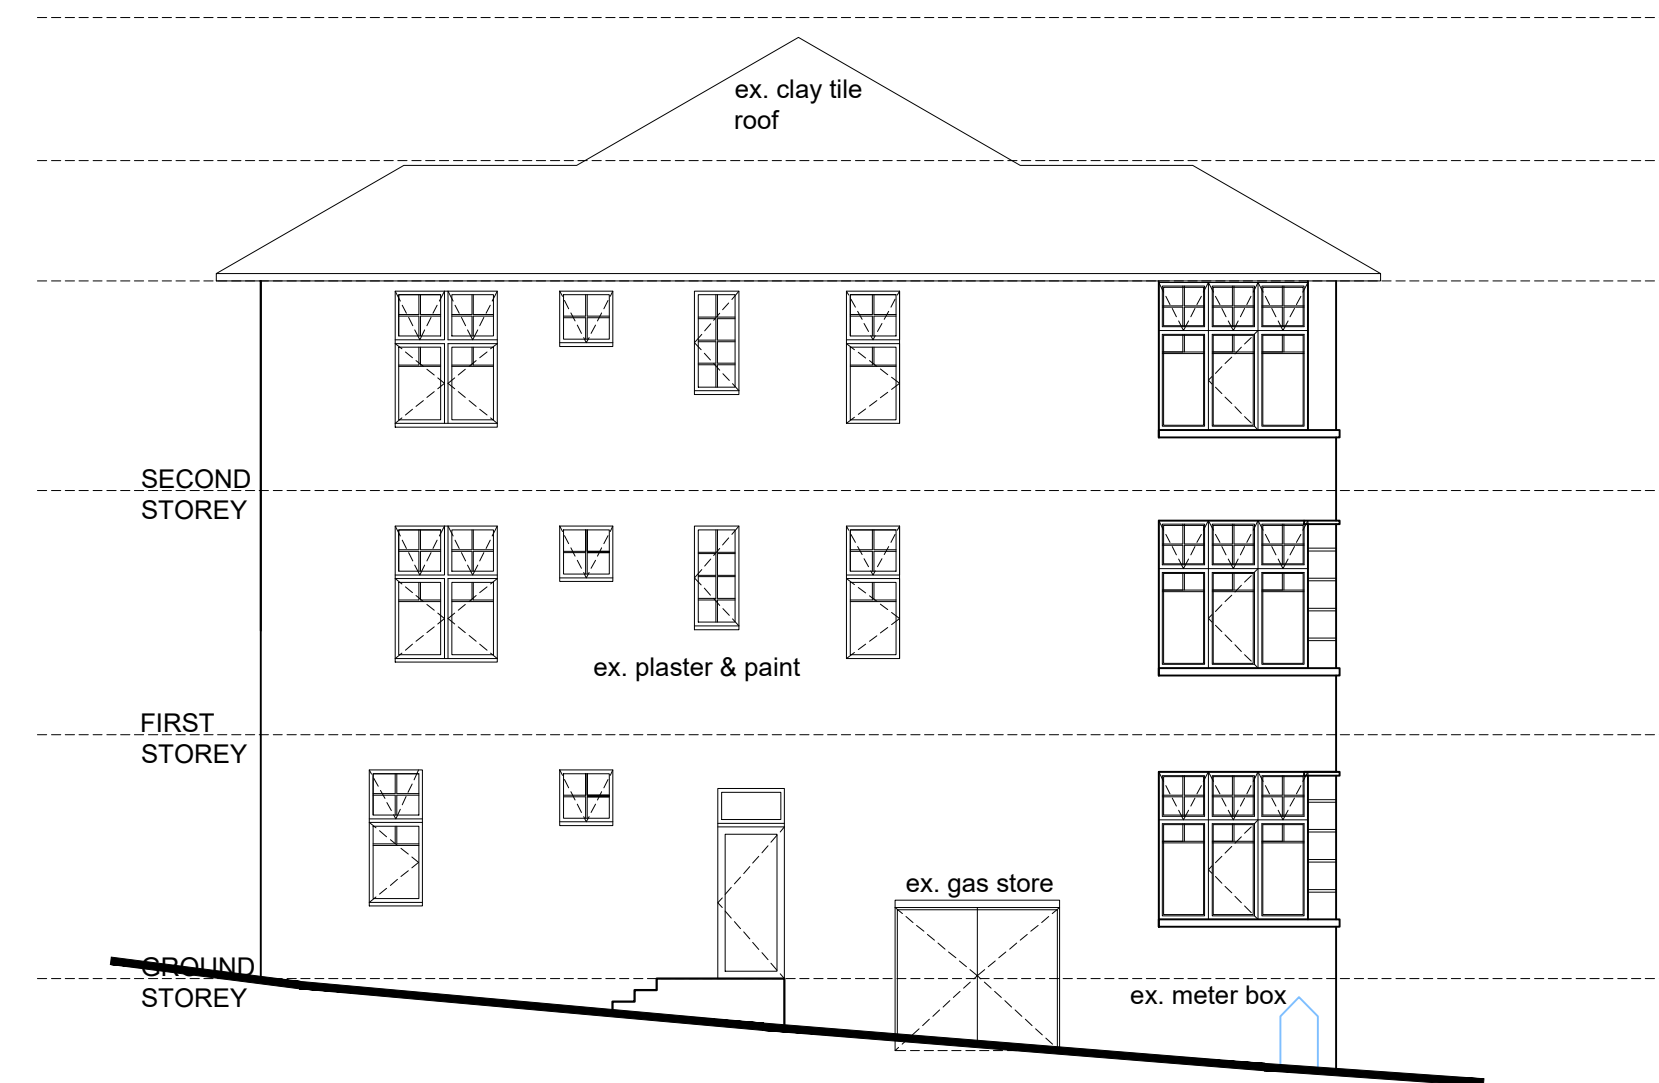 ex. clay tile
roof
SECOND
STOREY
ex. plaster & paint
FIRST
STOREY
ex. gas store
GROUND
STOREY
ex. meter box